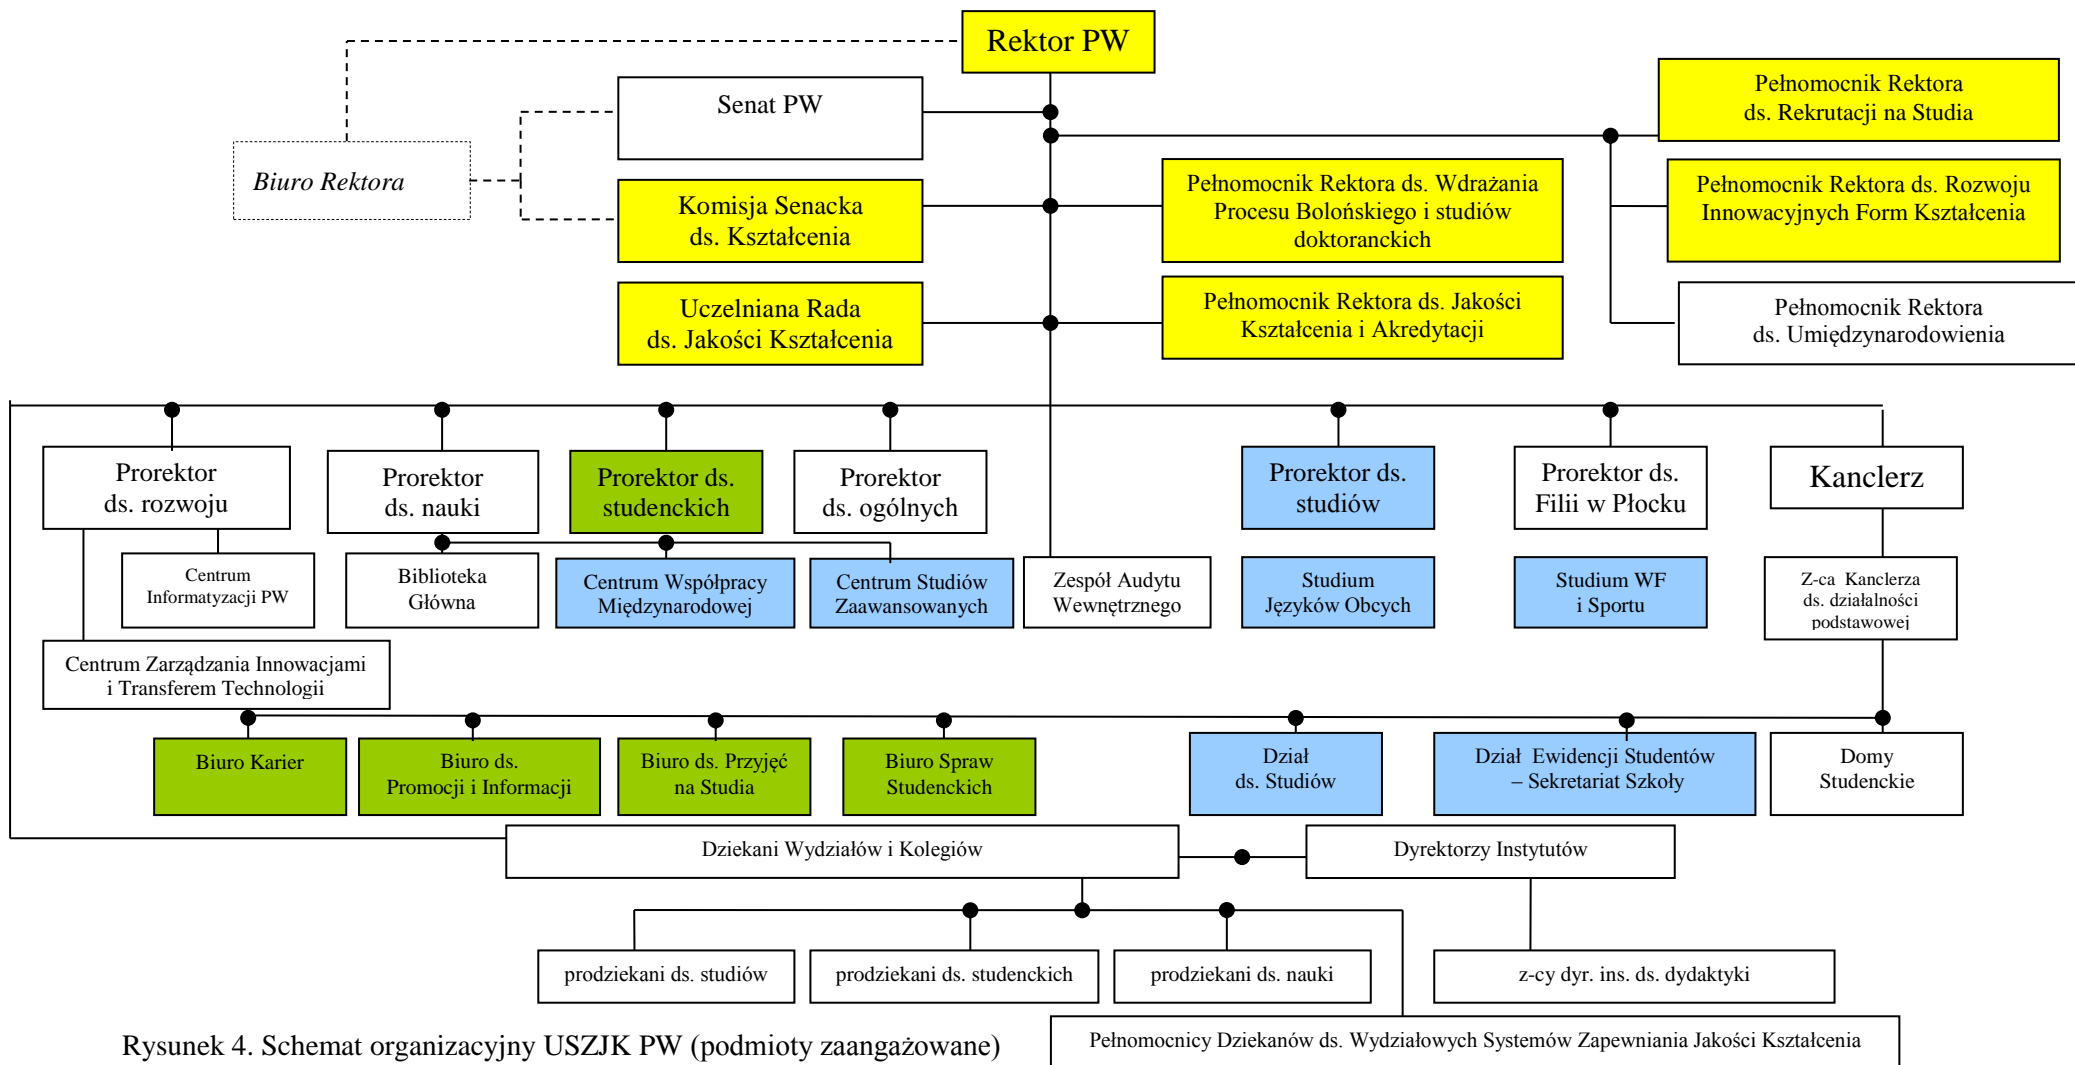 Rektor PW
Senat PW
Pełnomocnik Rektora
ds. Rekrutacji na Studia
Biuro Rektora
Komisja Senacka
ds. Kształcenia
Pełnomocnik Rektora ds. Wdrażania
Procesu Bolońskiego i studiów
doktoranckich
Pełnomocnik Rektora ds. Rozwoju
Innowacyjnych Form Kształcenia
Uczelniana Rada
ds. Jakości Kształcenia
Pełnomocnik Rektora ds. Jakości
Kształcenia i Akredytacji
Pełnomocnik Rektora
ds. Umiędzynarodowienia
Prorektor
ds. rozwoju
Prorektor
ds. nauki
Prorektor ds.
studenckich
Prorektor
ds. ogólnych
Prorektor ds.
studiów
Prorektor ds.
Filii w Płocku
Kanclerz
Centrum
Informatyzacji PW
Biblioteka
Główna
Centrum Współpracy
Międzynarodowej
Centrum Studiów
Zaawansowanych
Zespół Audytu
Wewnętrznego
Studium
Języków Obcych
Studium WF
i Sportu
Z-ca Kanclerza
ds. działalności
podstawowej
Centrum Zarządzania Innowacjami
i Transferem Technologii
Biuro Karier
Biuro ds.
Promocji i Informacji
Biuro ds. Przyjęć
na Studia
Biuro Spraw
Studenckich
Dział
ds. Studiów
Dział Ewidencji Studentów
– Sekretariat Szkoły
Domy
Studenckie
Dziekani Wydziałów i Kolegiów
Dyrektorzy Instytutów
prodziekani ds. studiów
prodziekani ds. studenckich
prodziekani ds. nauki
z-cy dyr. ins. ds. dydaktyki
Pełnomocnicy Dziekanów ds. Wydziałowych Systemów Zapewniania Jakości Kształcenia
Rysunek 4. Schemat organizacyjny USZJK PW (podmioty zaangażowane)